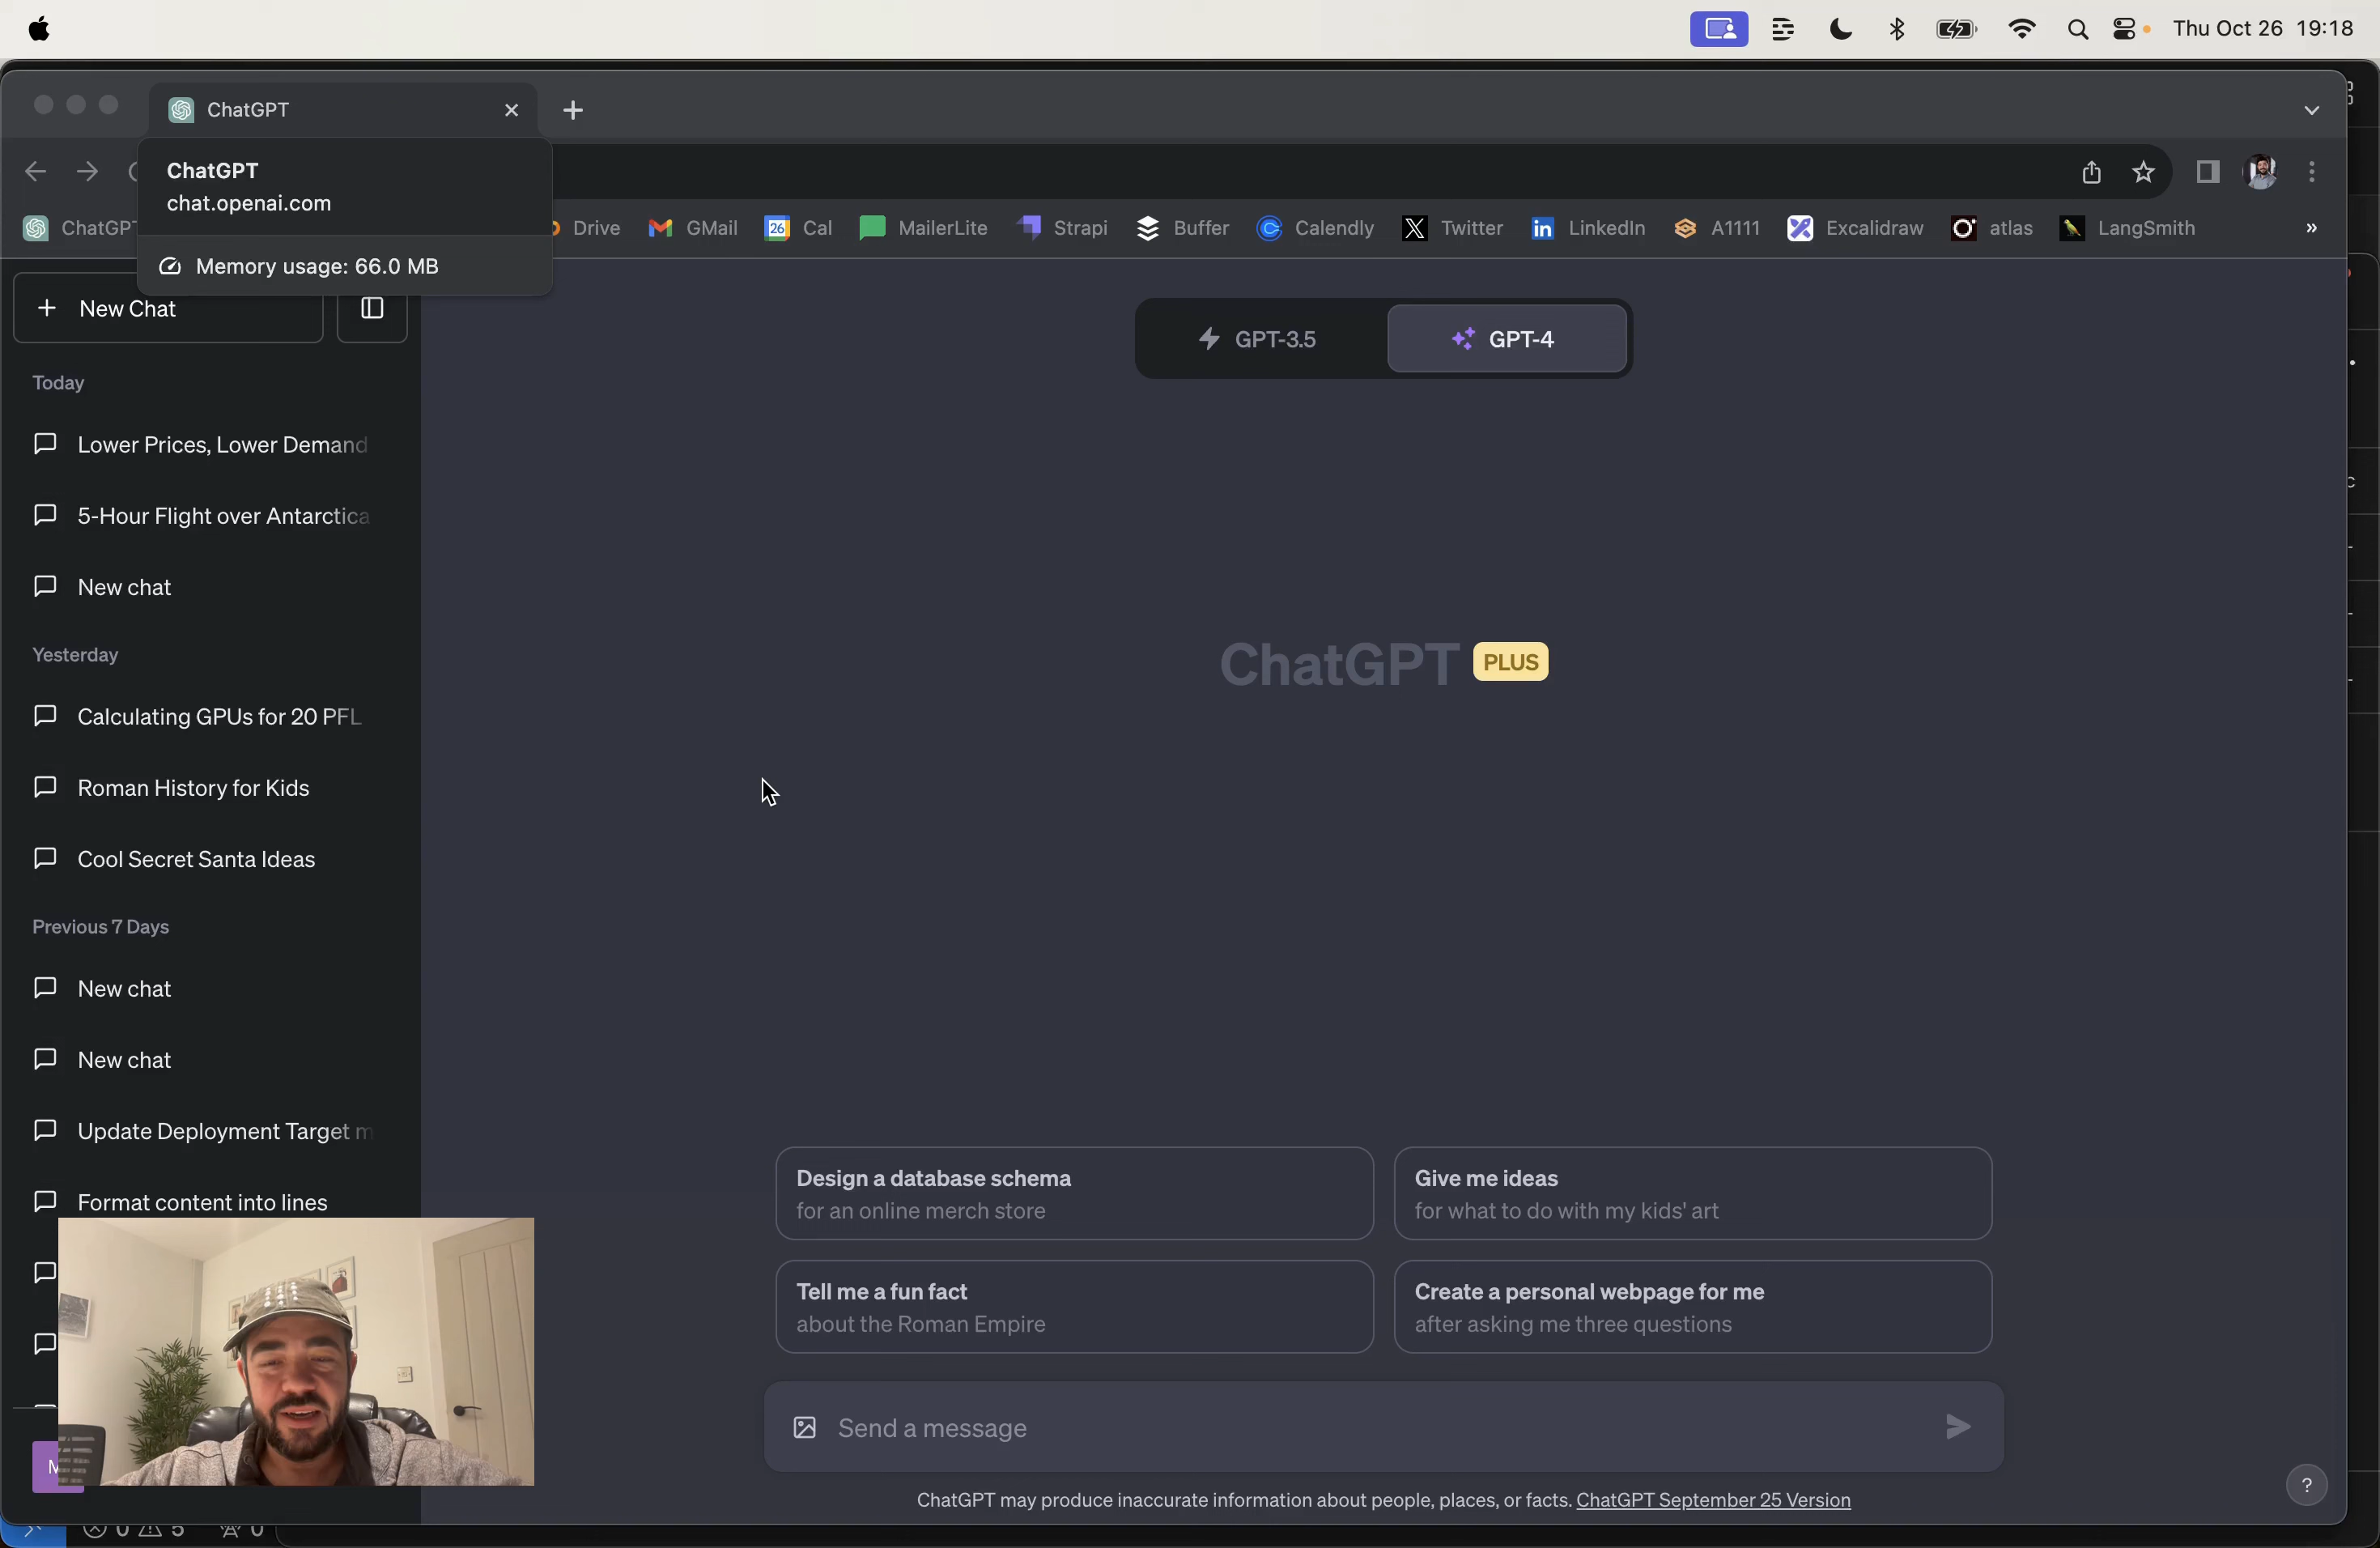 Thu Oct 26 19:18
ChatGPT
ChatGPT
chat.openai.com
Memory usage: 66.0 MB
ChatGPT
Drive
GMail
26
Cal
MailerLite
Strapi
Buffer
Calendly
Twitter
LinkedIn
A1111
Excalidraw
atlas
LangSmith
New Chat
Today
Lower Prices, Lower Demand
5-Hour Flight over Antarctica
New chat
Yesterday
Calculating GPUs for 20 PFL
Roman History for Kids
Cool Secret Santa Ideas
Previous 7 Days
New chat
New chat
Update Deployment Target m
Format content into lines
GPT-3.5
GPT-4
ChatGPT PLUS
Design a database schema
for an online merch store
Give me ideas
for what to do with my kids' art
Tell me a fun fact
about the Roman Empire
Create a personal webpage for me
after asking me three questions
Send a message
ChatGPT may produce inaccurate information about people, places, or facts. ChatGPT September 25 Version
?
0
5
0